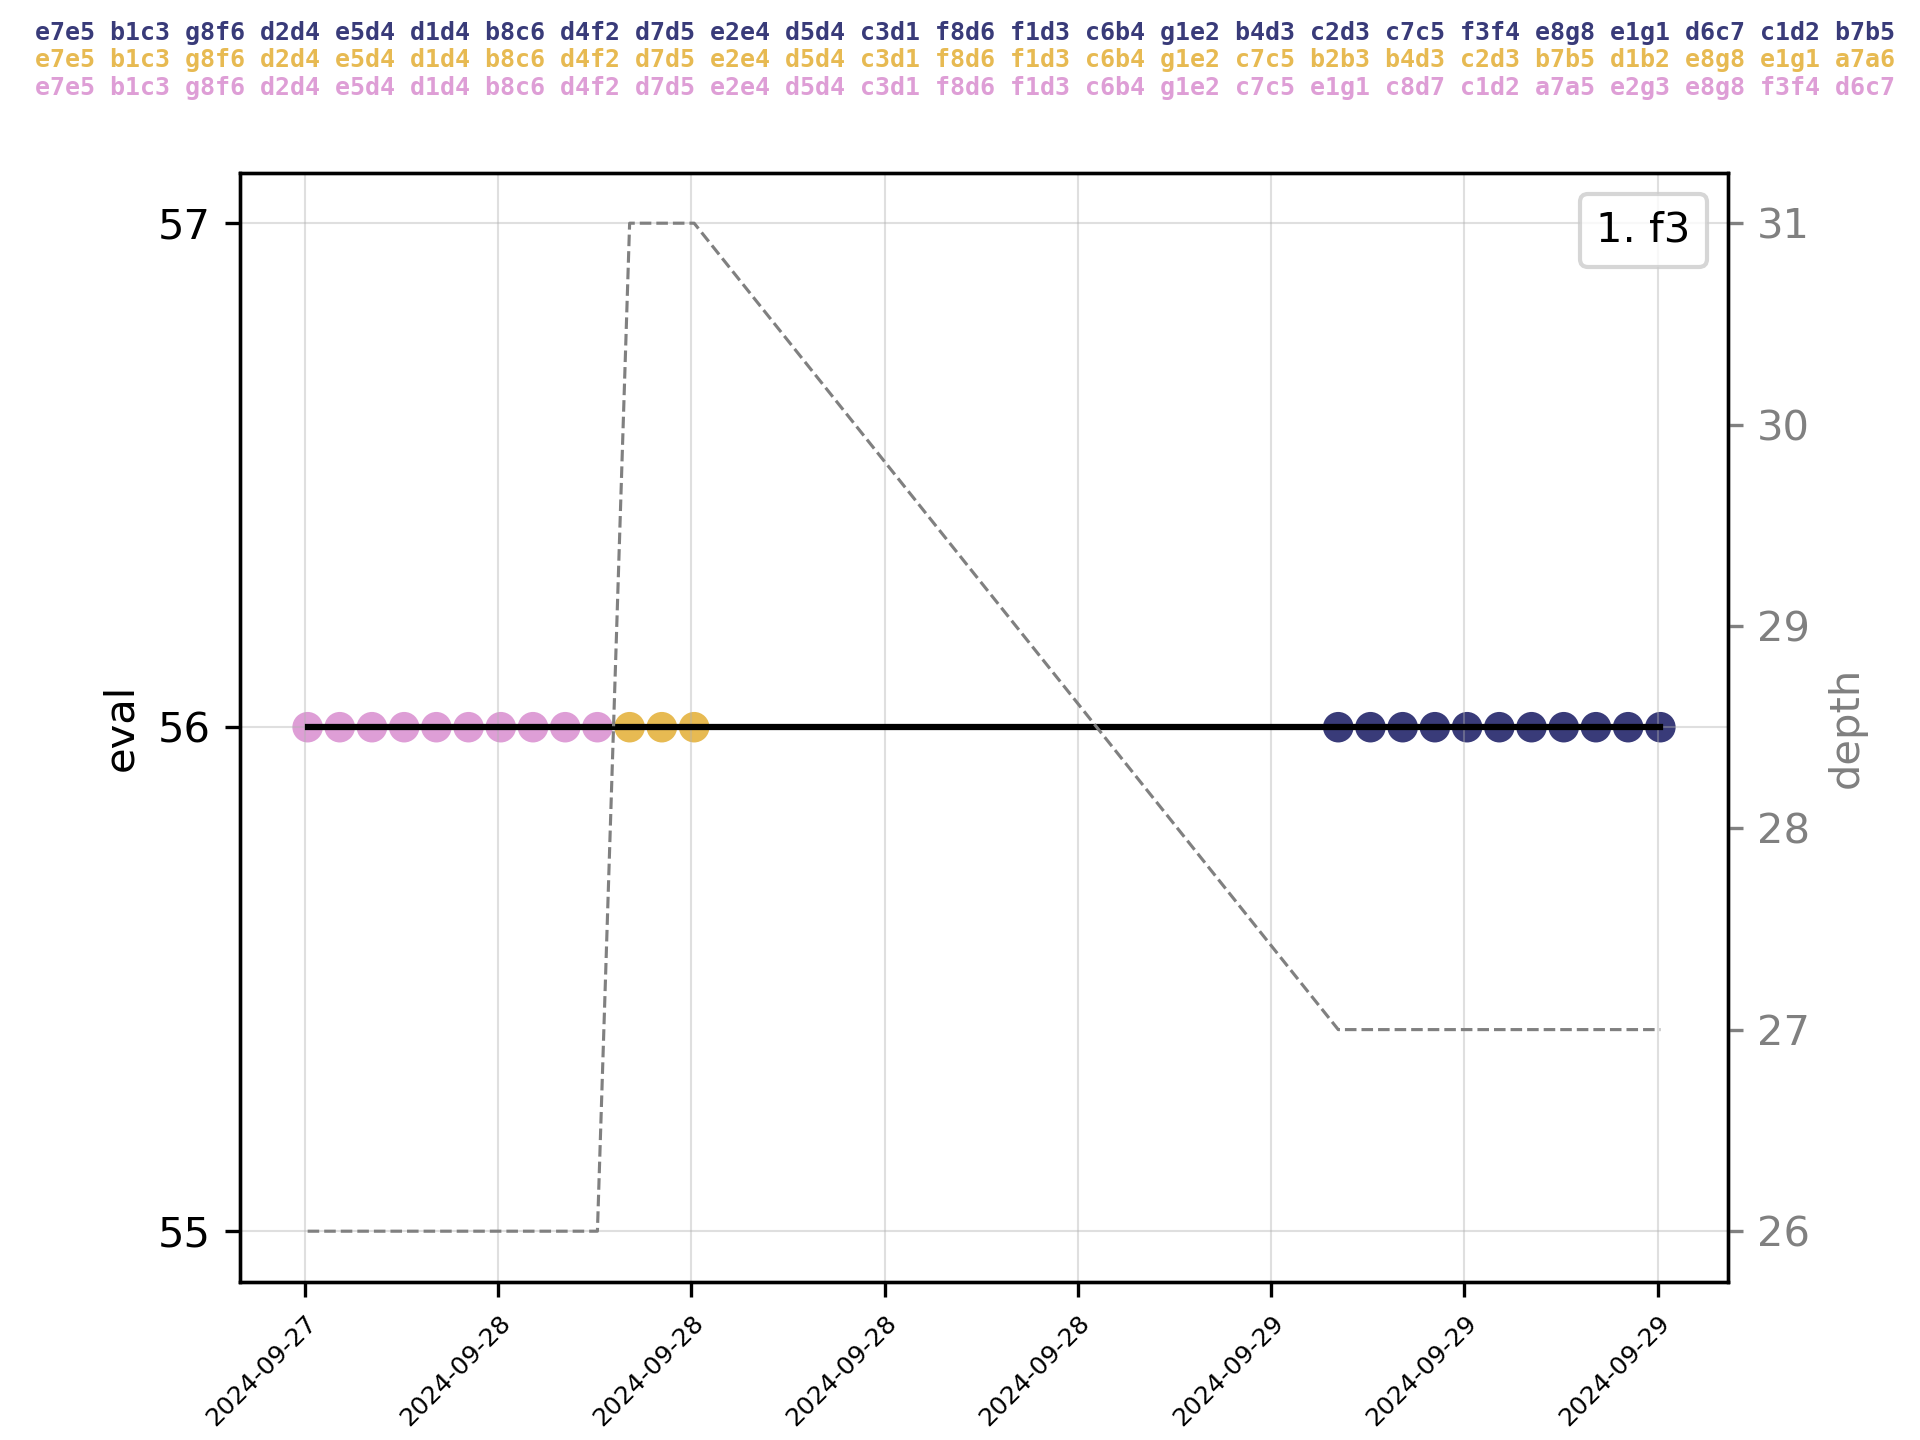 e7e5 b1c3 g8f6 d2d4 e5d4 d1d4 b8c6 d4f2 d7d5 e2e4 d5d4 c3d1 f8d6 f1d3 c6b4 g1e2 b4d3 c2d3 c7c5 f3f4 e8g8 e1g1 d6c7 c1d2 b7b5
e7e5 b1c3 g8f6 d2d4 e5d4 d1d4 b8c6 d4f2 d7d5 e2e4 d5d4 c3d1 f8d6 f1d3 c6b4 g1e2 c7c5 b2b3 b4d3 c2d3 b7b5 d1b2 e8g8 e1g1 a7a6
e7e5 b1c3 g8f6 d2d4 e5d4 d1d4 b8c6 d4f2 d7d5 e2e4 d5d4 c3d1 f8d6 f1d3 c6b4 g1e2 c7c5 e1g1 c8d7 c1d2 a7a5 e2g3 e8g8 f3f4 d6c7
1. f3
57
56
55
eval
31
30
29
28
27
26
depth
2024-09-27
2024-09-28
2024-09-28
2024-09-28
2024-09-28
2024-09-29
2024-09-29
2024-09-29